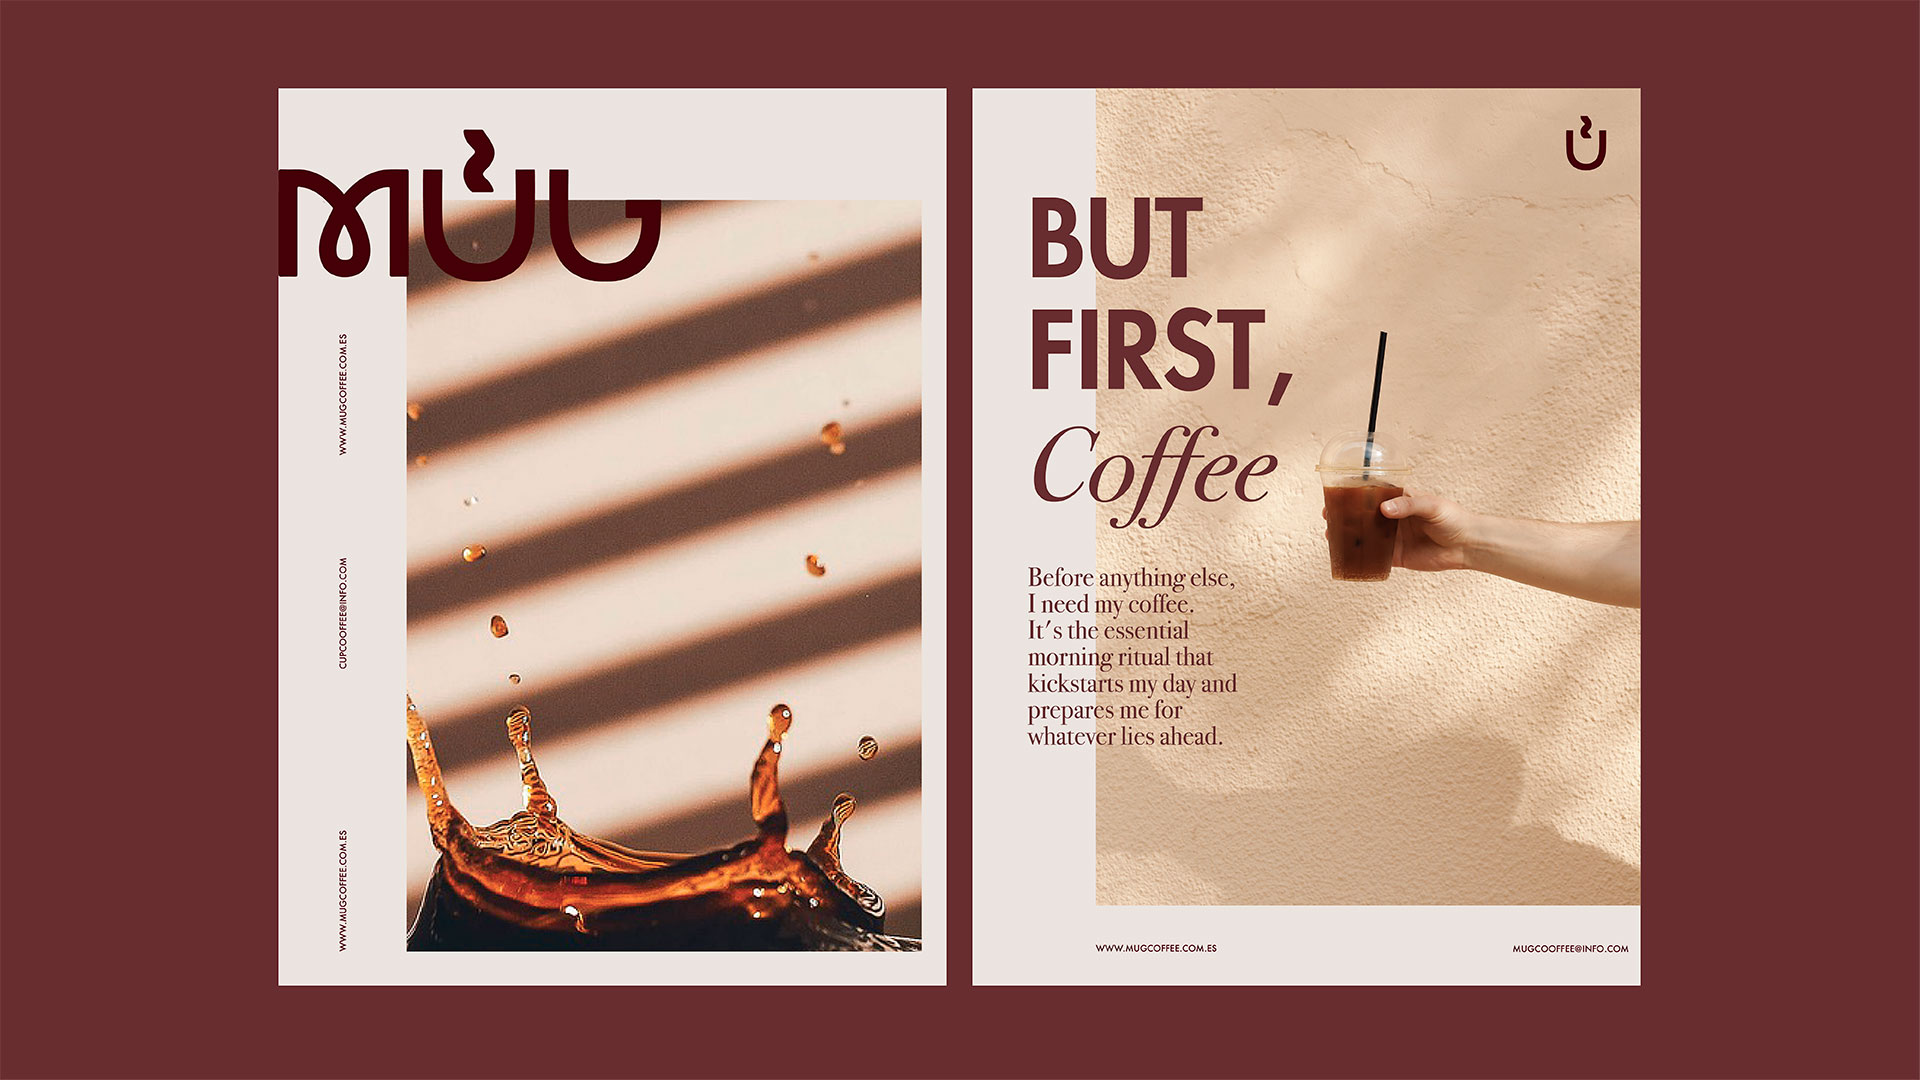 MUG
WWW.MUGCOFFEE.COM.ES
CUPCOOFFEE@INFO.COM
WWW.MUGCOFFEE.COM.ES
U
BUT
FIRST,
Coffee
Before anything else,
I need my coffee.
It's the essential
morning ritual that
kickstarts my day and
prepares me for
whatever lies ahead.
WWW.MUGCOFFEE.COM.ES
MUGCOOFFEE@INFO.COM